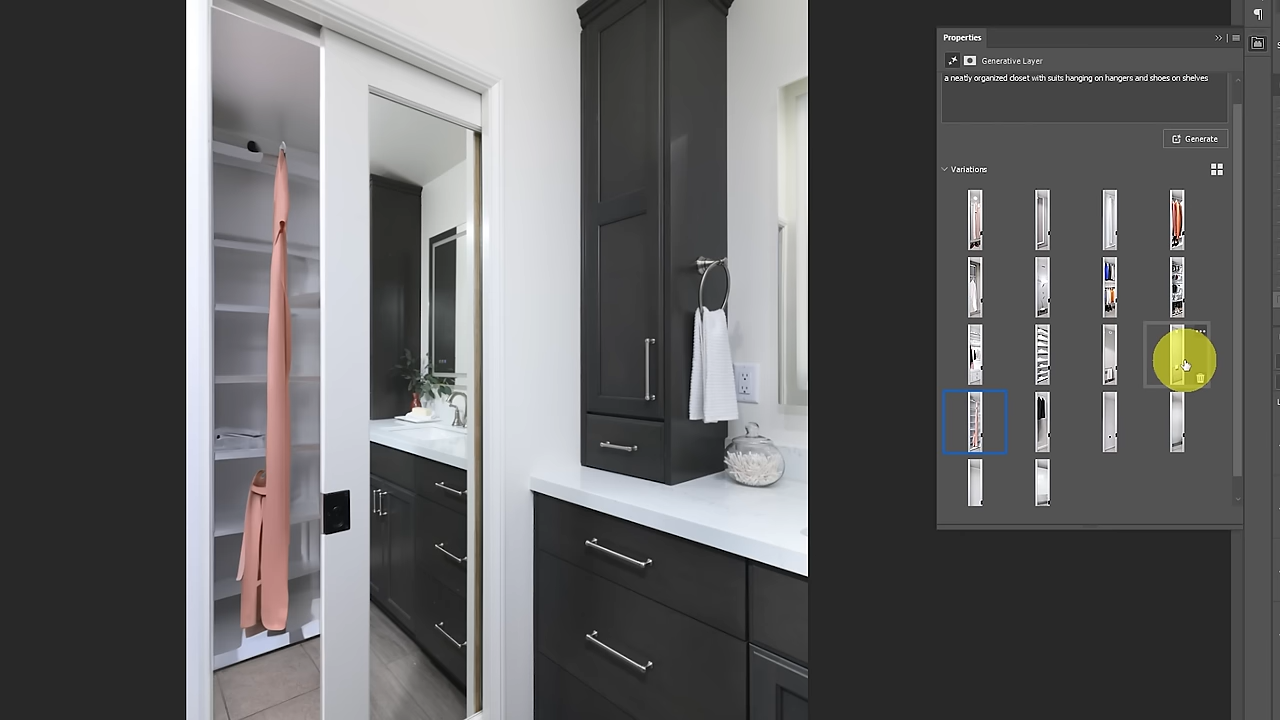 Properties
Generative Layer
a neatly organized closet with suits hanging on hangers and shoes on shelves
Generate
Variations